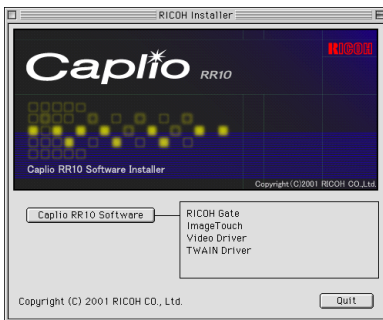 RICOH Installer
RICOH
Caplio RR10
Caplio RR10 Software Installer
Copyright (C)2001 RICOH CO.,Ltd.
Caplio RR10 Software
RICOH Gate
ImageTouch
Video Driver
TWAIN Driver
Copyright (C) 2001 RICOH CO., Ltd.
Quit